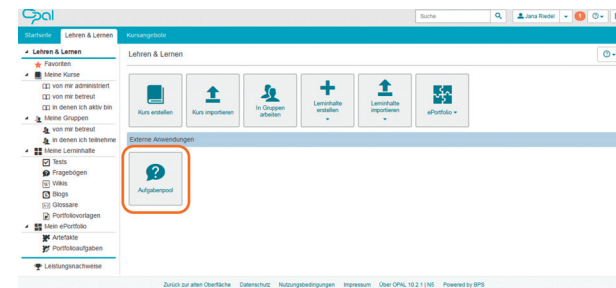 Opal
Suche
Jana Riedel
1
Startseite
Lehren & Lernen
Kursangebote
Lehren & Lernen
Favoriten
Meine Kurse
von mir administriert
von mir betreut
in denen ich aktiv bin
Meine Gruppen
von mir betreut
in denen ich teilnehme
Meine Lerninhalte
Tests
Fragebögen
Wikis
Blogs
Glossare
Portfoliovorlagen
Mein ePortfolio
Artefakte
Portfolioaufgaben
Leistungsnachweise
Lehren & Lernen
Kurs erstellen
Kurs importieren
In Gruppen
arbeiten
Lerninhalte
erstellen
Lerninhalte
importieren
ePortfolio
Externe Anwendungen
Aufgabenpool
Zurück zur alten Oberfläche Datenschutz Nutzungsbedingungen Impressum Über OPAL 10.2.1 | N5 Powered by BPS